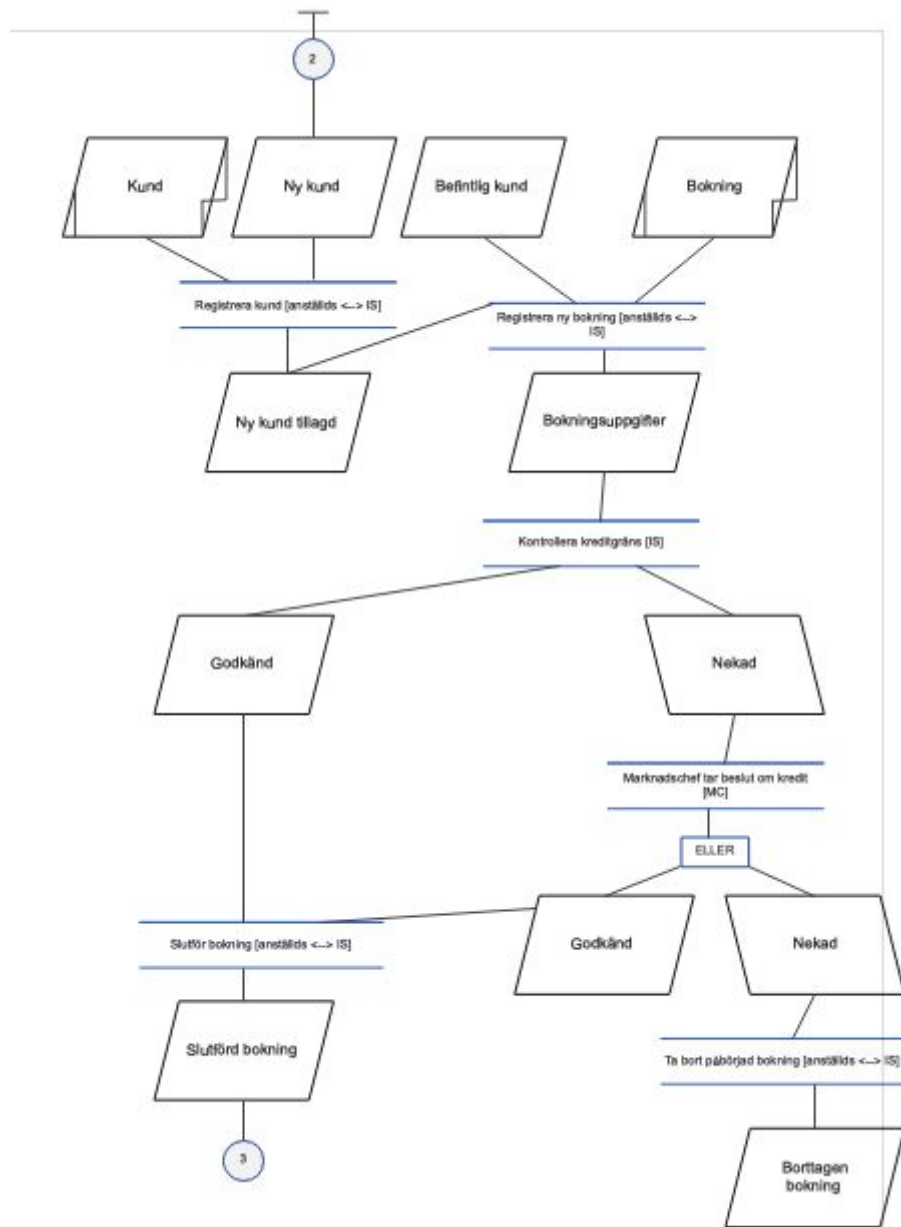 2
Kund
Ny kund
Befintlig kund
Bokning
Registrera kund [anställds <--> IS]
Registrera ny bokning [anställds <-->
IS]
Ny kund tillagd
Bokningsuppgifter
Kontrollera kreditgräns [IS]
Godkänd
Nekad
Marknadschef tar beslut om kredit
[MC]
ELLER
Godkänd
Nekad
Slutför bokning [anställds <--> IS]
Slutförd bokning
Ta bort påbörjad bokning [anställds <--> IS]
3
Borttagen
bokning